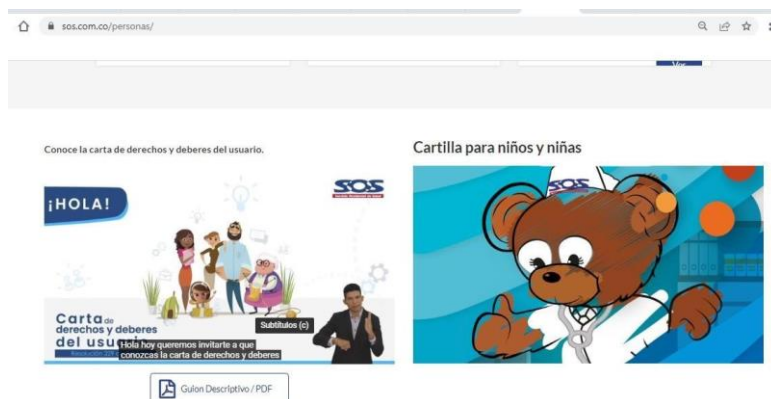 sos.com.co/personas/
Ver
Conoce la carta de derechos y deberes del usuario.
¡HOLA!
SOS
Carta de
derechos y deberes
del usuario
Subtítulos (c)
Hola hoy queremos invitarte a que
conozcas la carta de derechos y deberes
Guion Descriptivo / PDF
Cartilla para niños y niñas
SOS